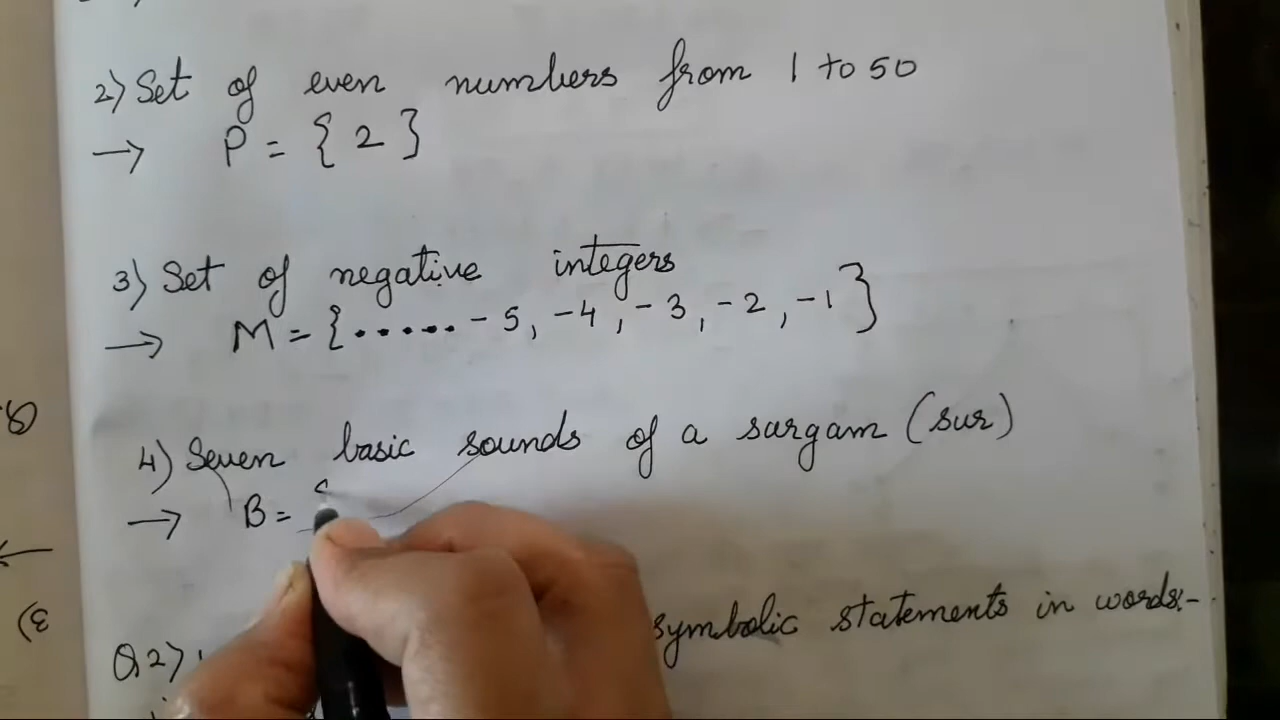 2) Set of even numbers from 1 to 50
→ P = { 2 }
3) Set of negative integers
→ M = {..... -5, -4, -3, -2, -1}
4) Seven basic sounds of a sargam (sur)
→ B =
Q2) symbolic statements in words:-